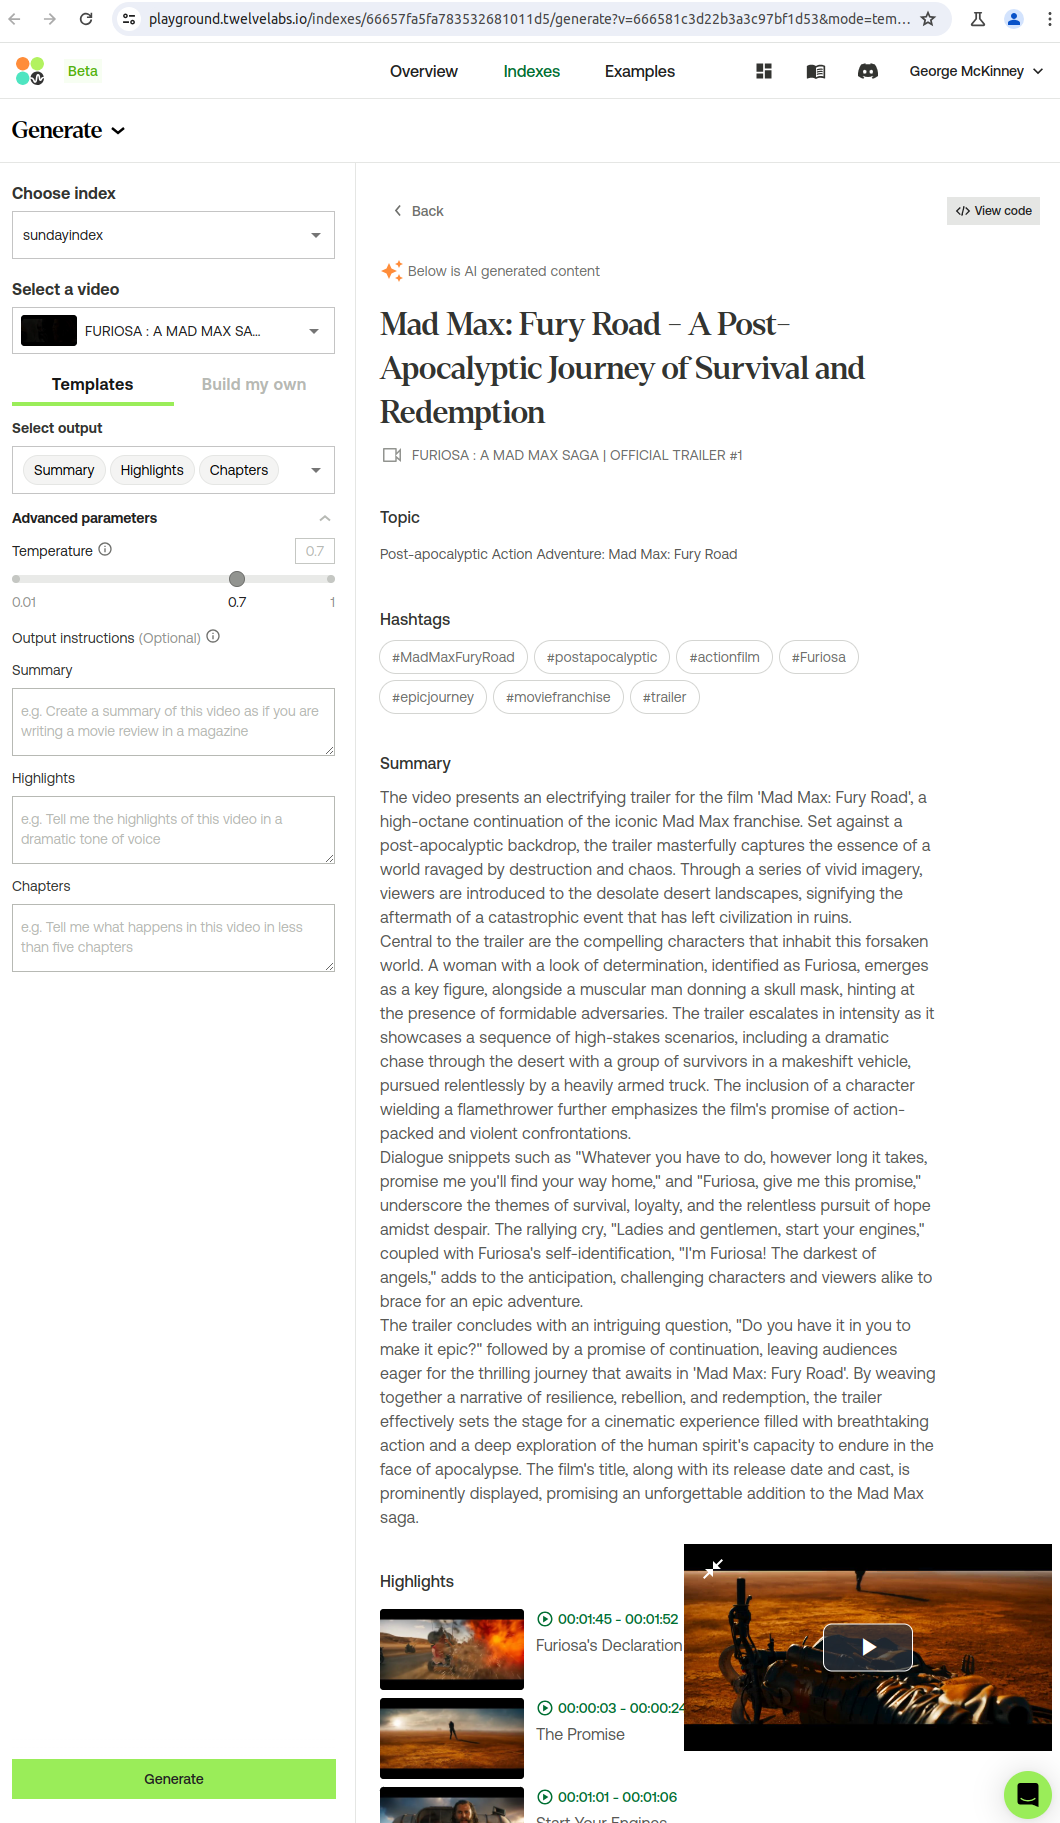 playground.twelvelabs.io/indexes/66657fa5fa783532681011d5/generate?v=666581c3d22b3a3c97bf1d53&mode=tem...
Beta
Overview
Indexes
Examples
George McKinney
Generate
Choose index
sundayindex
Select a video
FURIOSA : A MAD MAX SA...
Templates
Build my own
Select output
Summary
Highlights
Chapters
Advanced parameters
Temperature
0.7
0.01
0.7
1
Output instructions (Optional)
Summary
e.g. Create a summary of this video as if you are
writing a movie review in a magazine
Highlights
e.g. Tell me the highlights of this video in a
dramatic tone of voice
Chapters
e.g. Tell me what happens in this video in less
than five chapters
Generate
Back
View code
Below is AI generated content
Mad Max: Fury Road – A Post-
Apocalyptic Journey of Survival and
Redemption
FURIOSA : A MAD MAX SAGA | OFFICIAL TRAILER #1
Topic
Post-apocalyptic Action Adventure: Mad Max: Fury Road
Hashtags
#MadMaxFuryRoad
#postapocalyptic
#actionfilm
#Furiosa
#epicjourney
#moviefranchise
#trailer
Summary
The video presents an electrifying trailer for the film 'Mad Max: Fury Road', a
high-octane continuation of the iconic Mad Max franchise. Set against a
post-apocalyptic backdrop, the trailer masterfully captures the essence of a
world ravaged by destruction and chaos. Through a series of vivid imagery,
viewers are introduced to the desolate desert landscapes, signifying the
aftermath of a catastrophic event that has left civilization in ruins.
Central to the trailer are the compelling characters that inhabit this forsaken
world. A woman with a look of determination, identified as Furiosa, emerges
as a key figure, alongside a muscular man donning a skull mask, hinting at
the presence of formidable adversaries. The trailer escalates in intensity as it
showcases a sequence of high-stakes scenarios, including a dramatic
chase through the desert with a group of survivors in a makeshift vehicle,
pursued relentlessly by a heavily armed truck. The inclusion of a character
wielding a flamethrower further emphasizes the film's promise of action-
packed and violent confrontations.
Dialogue snippets such as "Whatever you have to do, however long it takes,
promise me you'll find your way home," and "Furiosa, give me this promise,"
underscore the themes of survival, loyalty, and the relentless pursuit of hope
amidst despair. The rallying cry, "Ladies and gentlemen, start your engines,"
coupled with Furiosa's self-identification, "I'm Furiosa! The darkest of
angels," adds to the anticipation, challenging characters and viewers alike to
brace for an epic adventure.
The trailer concludes with an intriguing question, "Do you have it in you to
make it epic?" followed by a promise of continuation, leaving audiences
eager for the thrilling journey that awaits in 'Mad Max: Fury Road'. By weaving
together a narrative of resilience, rebellion, and redemption, the trailer
effectively sets the stage for a cinematic experience filled with breathtaking
action and a deep exploration of the human spirit's capacity to endure in the
face of apocalypse. The film's title, along with its release date and cast, is
prominently displayed, promising an unforgettable addition to the Mad Max
saga.
Highlights
00:01:45 - 00:01:52
Furiosa's Declaration
00:00:03 - 00:00:24
The Promise
00:01:01 - 00:01:06
Start Your Engines